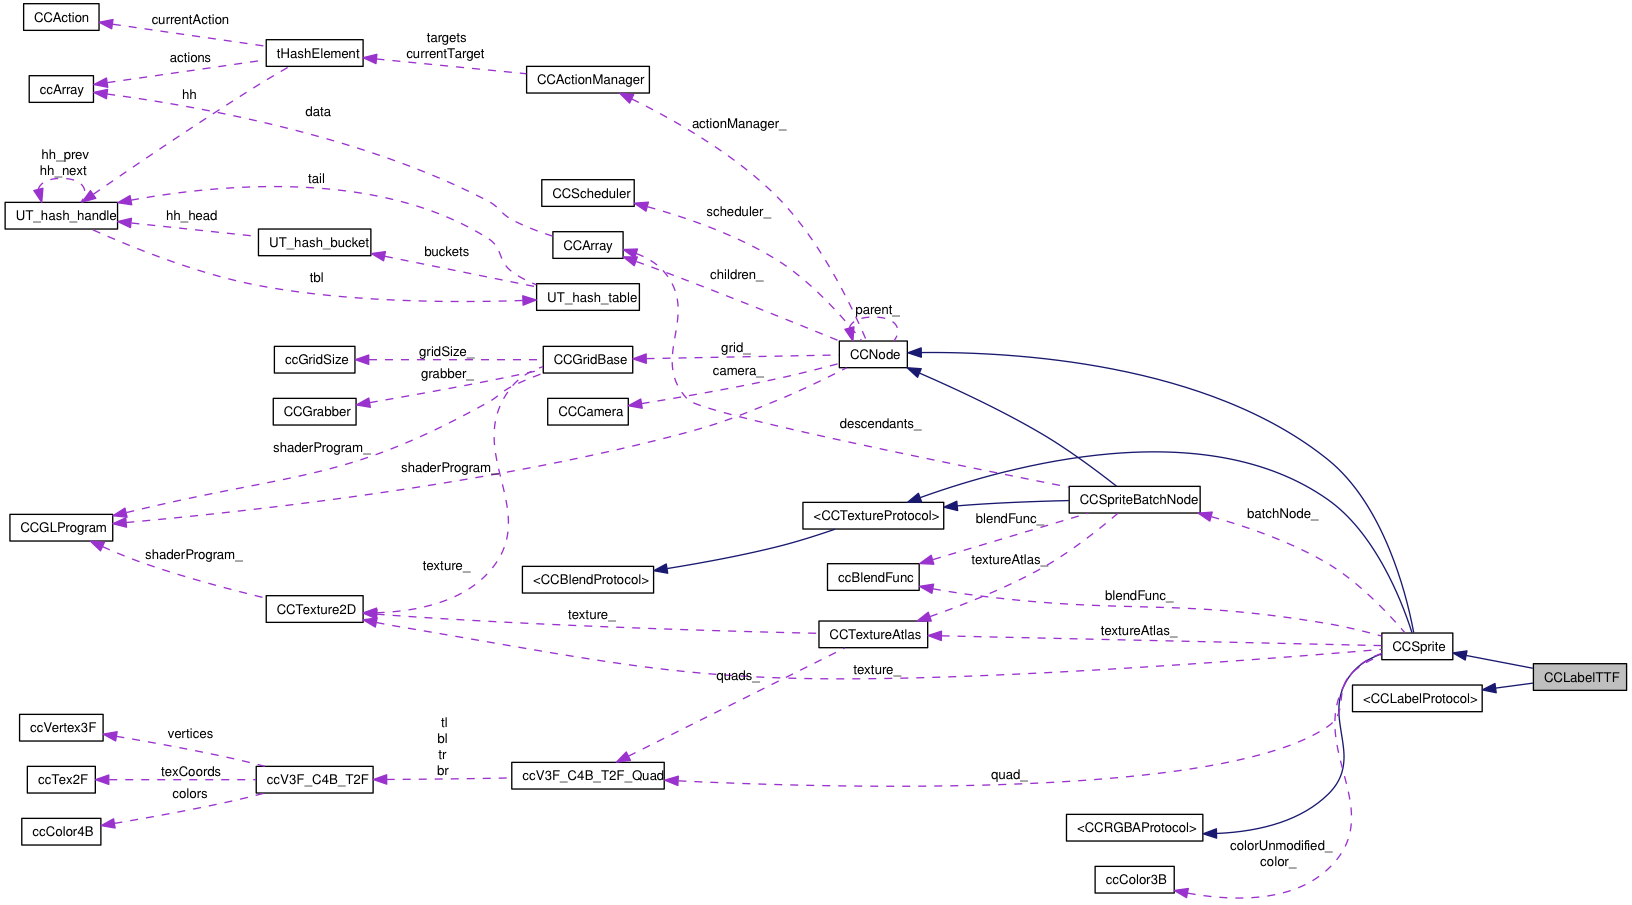 CCAction
currentAction
tHashElement
targets
currentTarget
CCActionManager
actions
ccArray
hh
data
actionManager_
hh_prev
hh_next
tail
CCScheduler
scheduler_
UT_hash_handle
hh_head
UT_hash_bucket
buckets
CCArray
children_
tbl
UT_hash_table
parent_
ccGridSize
gridSize_
CCGridBase
grid_
CCNode
grabber_
camera_
CCGrabber
CCCamera
descendants_
shaderProgram_
shaderProgram_
CCSpriteBatchNode
<CCTextureProtocol>
blendFunc_
batchNode_
CCGLProgram
shaderProgram_
texture_
<CCBlendProtocol>
textureAtlas_
ccBlendFunc
blendFunc_
CCTexture2D
texture_
CCTextureAtlas
textureAtlas_
CCSprite
quads_
texture_
CCLabelTTF
<CCLabelProtocol>
ccVertex3F
vertices
tl
bl
tr
br
ccTex2F
texCoords
ccV3F_C4B_T2F
ccV3F_C4B_T2F_Quad
quad_
colors
ccColor4B
<CCRGBAProtocol>
colorUnmodified_
color_
ccColor3B